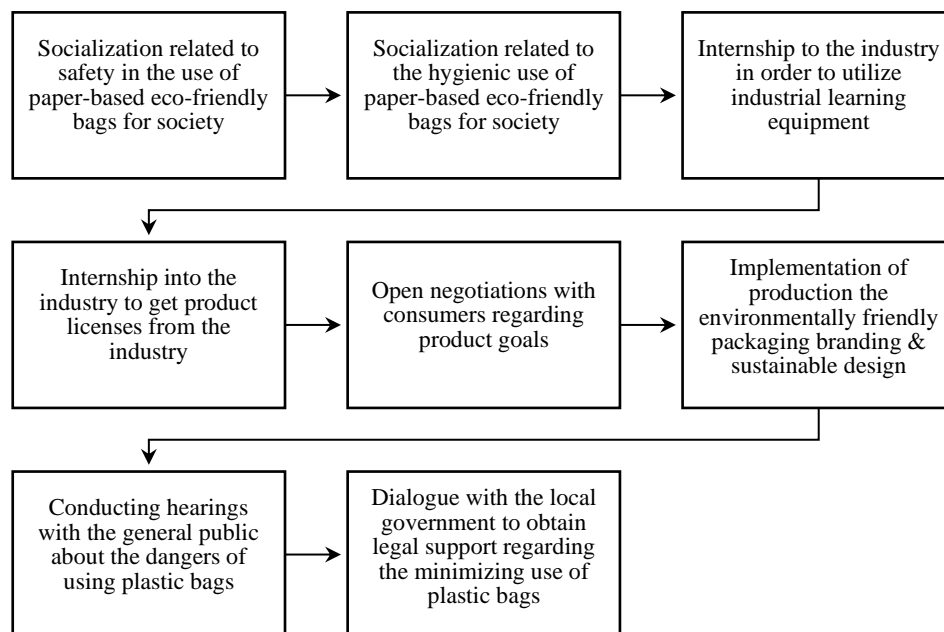 Socialization related to
safety in the use of
paper-based eco-friendly
bags for society
Socialization related to
the hygienic use of
paper-based eco-friendly
bags for society
Internship to the industry
in order to utilize
industrial learning
equipment
Internship into the
industry to get product
licenses from the
industry
Open negotiations with
consumers regarding
product goals
Implementation of
production the
environmentally friendly
packaging branding &
sustainable design
Conducting hearings
with the general public
about the dangers of
using plastic bags
Dialogue with the local
government to obtain
legal support regarding
the minimizing use of
plastic bags